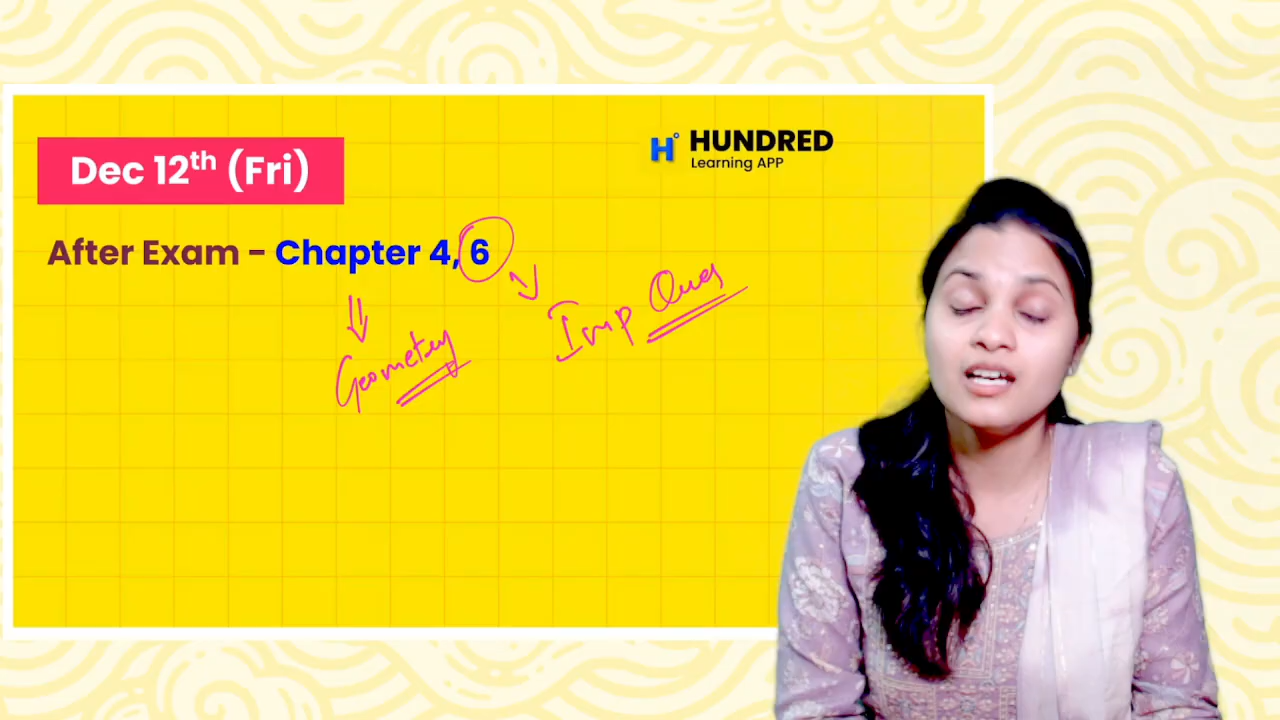 Dec 12th (Fri)
HUNDRED
Learning APP
After Exam - Chapter 4, 6
Geometry
Imp Ques